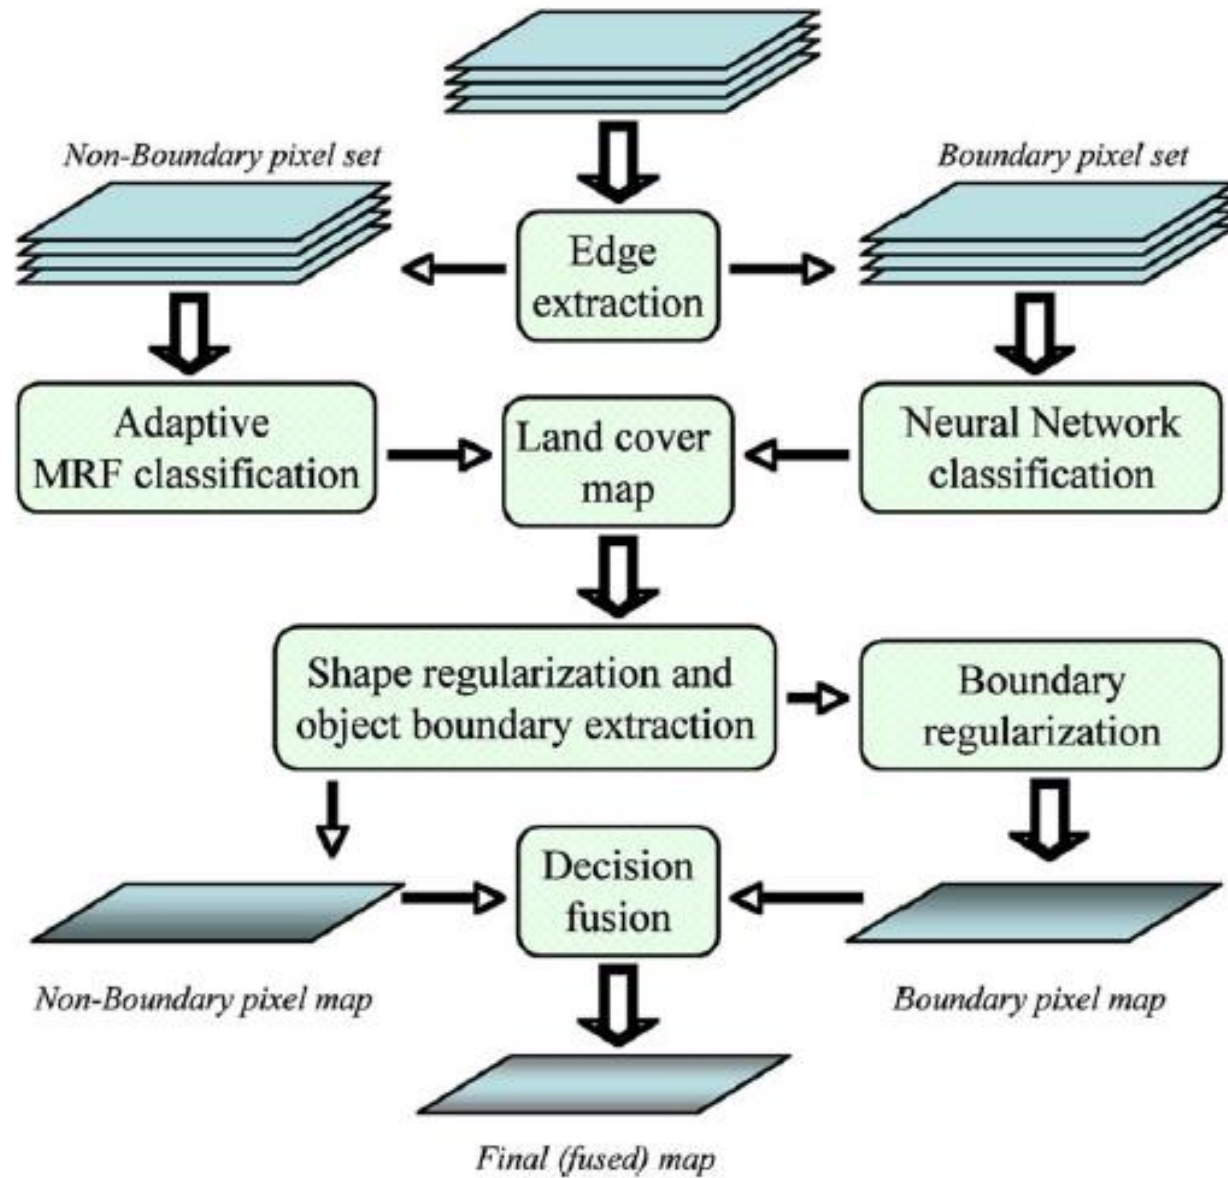 Non-Boundary pixel set
Boundary pixel set
Edge
extraction
Adaptive
MRF classification
Land cover
map
Neural Network
classification
Shape regularization and
object boundary extraction
Boundary
regularization
Decision
fusion
Non-Boundary pixel map
Boundary pixel map
Final (fused) map